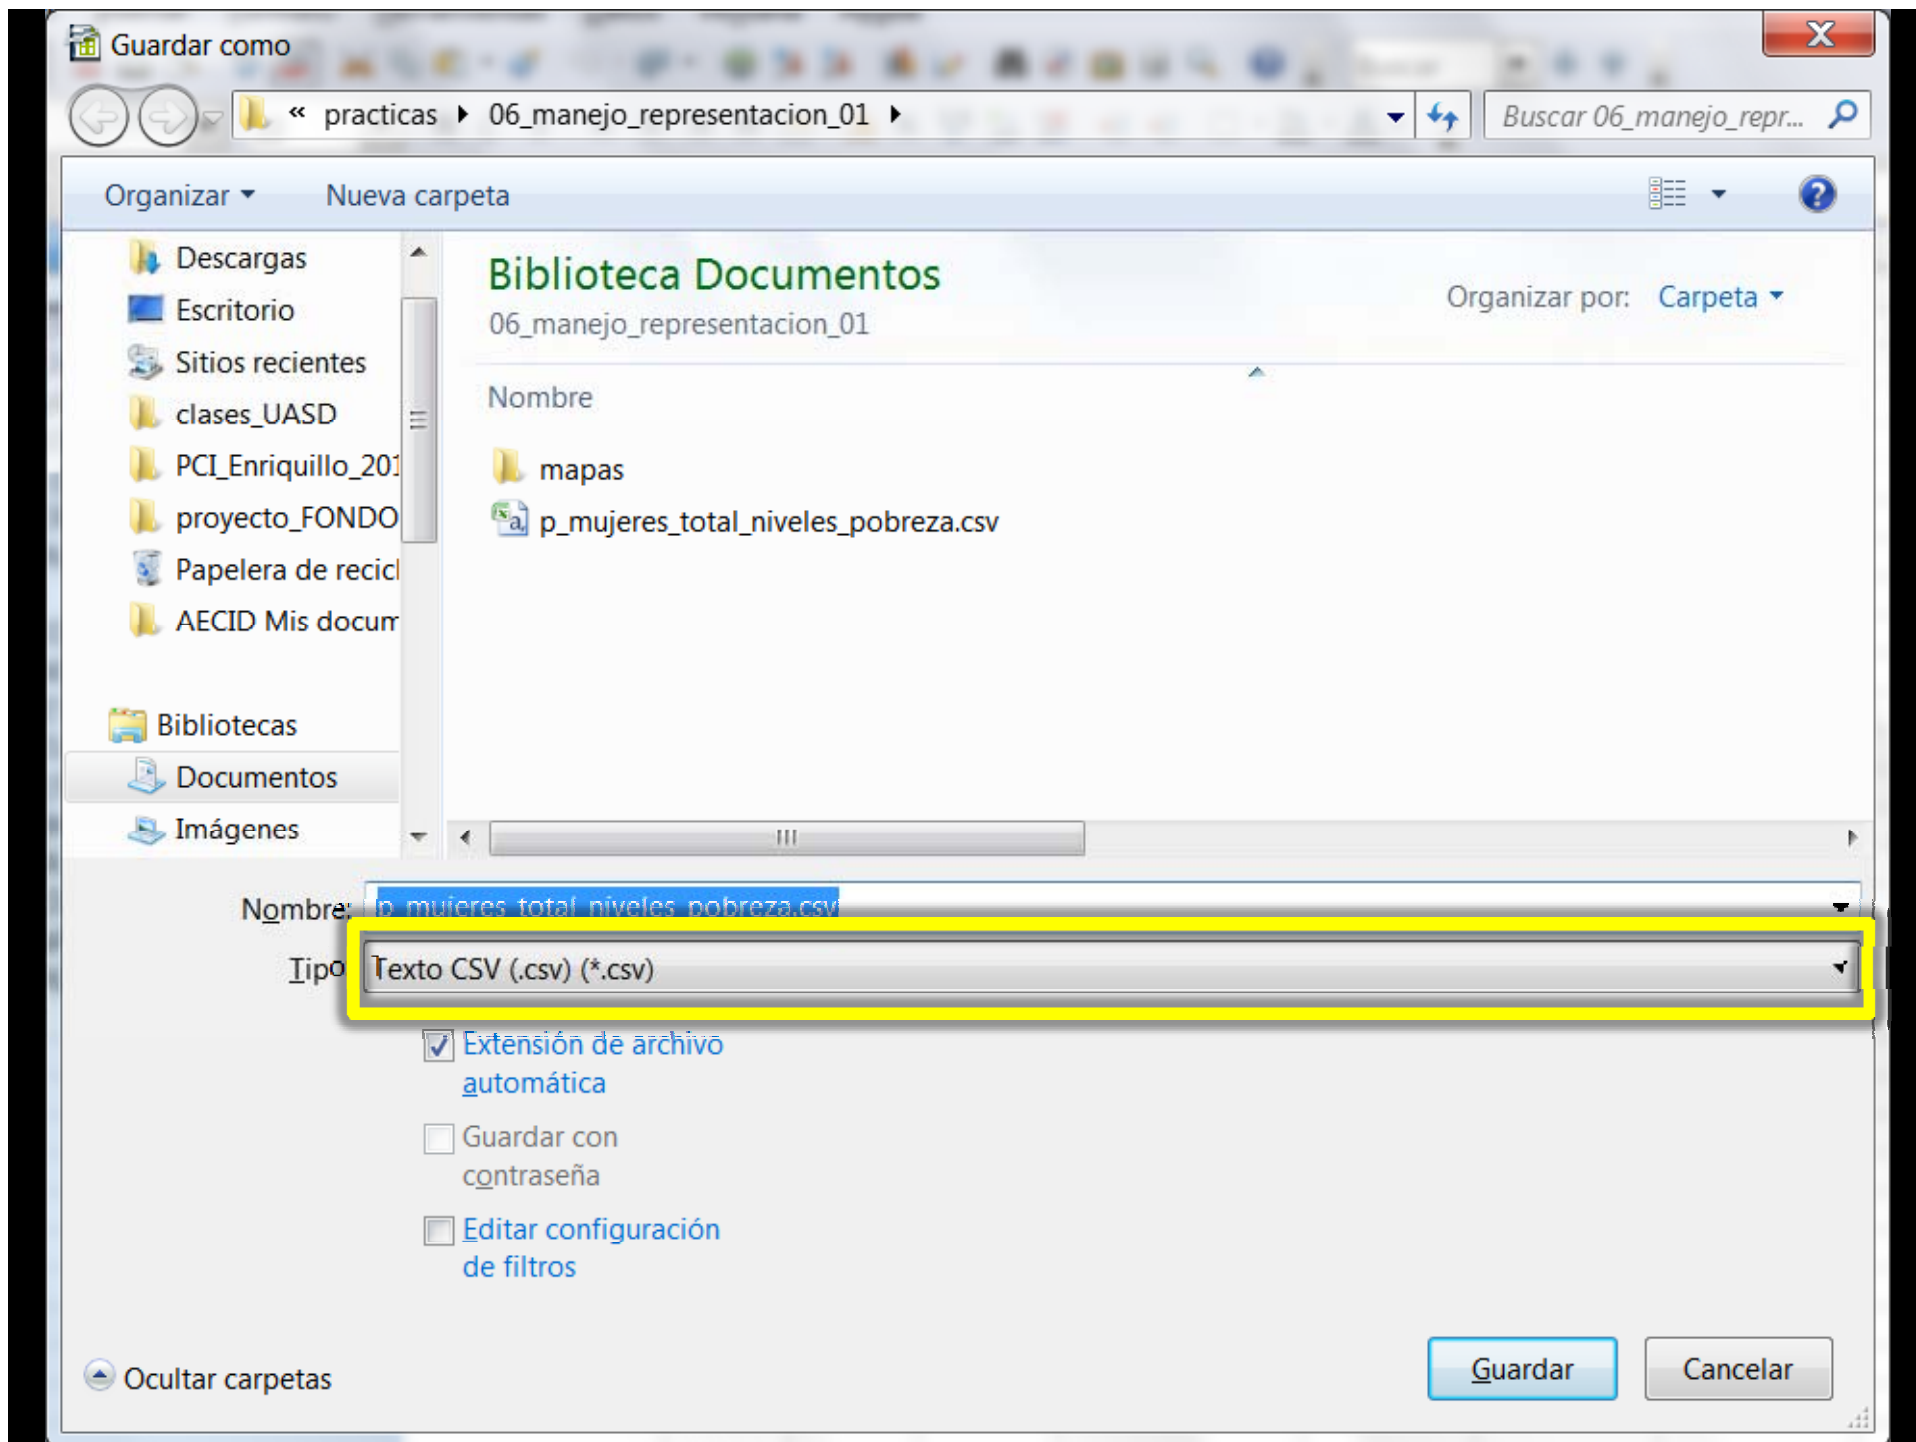 Guardar como
« practicas 06_manejo_representacion_01
Buscar 06_manejo_repr...
Organizar Nueva carpeta
Descargas
Escritorio
Sitios recientes
clases_UASD
PCI_Enriquillo_201
proyecto_FONDO
Papelera de recicl
AECID Mis docum
Bibliotecas
Documentos
Imágenes
Biblioteca Documentos
06_manejo_representacion_01
Organizar por: Carpeta
Nombre
mapas
p_mujeres_total_niveles_pobreza.csv
Nombre: p_mujeres_total_niveles_pobreza.csv
Tipo Texto CSV (.csv) (*.csv)
Extensión de archivo
automática
Guardar con
contraseña
Editar configuración
de filtros
Ocultar carpetas
Guardar
Cancelar